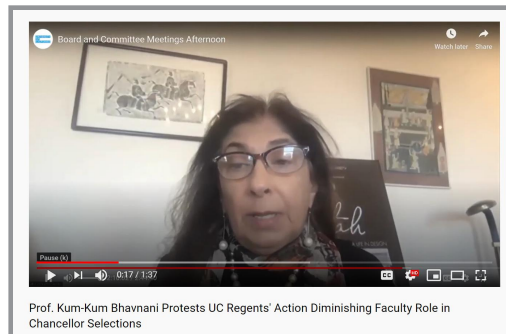 Board and Committee Meetings Afternoon
Watch later
Share
Pause (k)
0:17 / 1:37
CC
HD
Prof. Kum-Kum Bhavnani Protests UC Regents' Action Diminishing Faculty Role in
Chancellor Selections